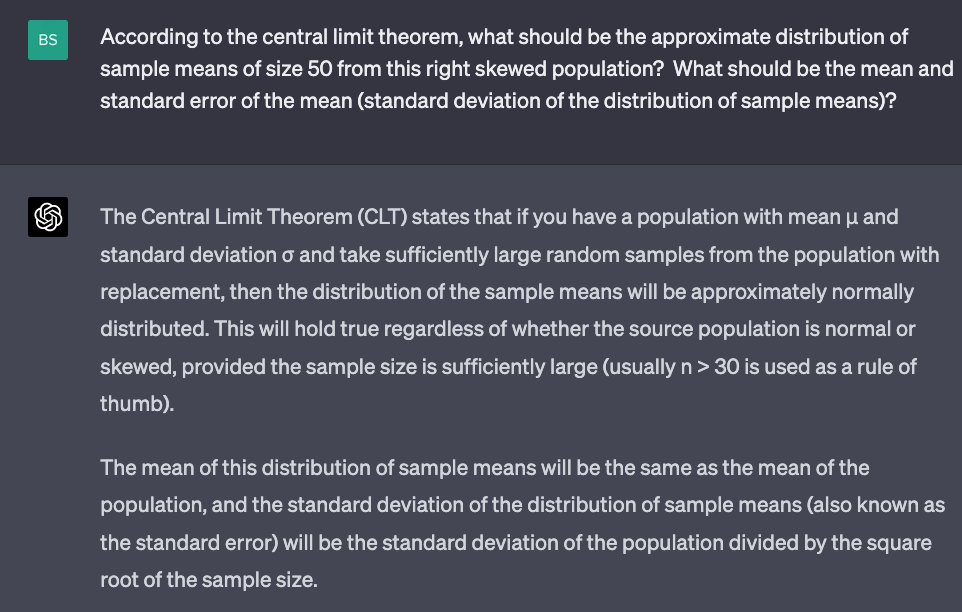 BS
According to the central limit theorem, what should be the approximate distribution of
sample means of size 50 from this right skewed population?  What should be the mean and
standard error of the mean (standard deviation of the distribution of sample means)?
The Central Limit Theorem (CLT) states that if you have a population with mean μ and
standard deviation σ and take sufficiently large random samples from the population with
replacement, then the distribution of the sample means will be approximately normally
distributed. This will hold true regardless of whether the source population is normal or
skewed, provided the sample size is sufficiently large (usually n > 30 is used as a rule of
thumb).
The mean of this distribution of sample means will be the same as the mean of the
population, and the standard deviation of the distribution of sample means (also known as
the standard error) will be the standard deviation of the population divided by the square
root of the sample size.